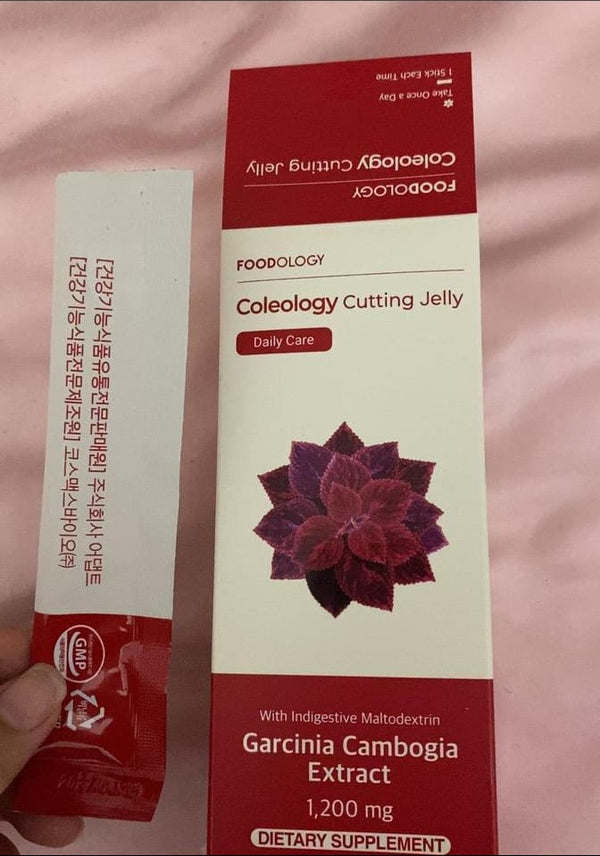 1 Stick Each Time
Take Once a Day
Coleology Cutting Jelly
FOODOLOGY
FOODOLOGY
Coleology Cutting Jelly
Daily Care
With Indigestive Maltodextrin
Garcinia Cambogia
Extract
1,200 mg
DIETARY SUPPLEMENT
[건강기능식품유통전문판매원] 주식회사 어댑트
[건강기능식품전문제조원] 코스맥스바이오㈜
GMP